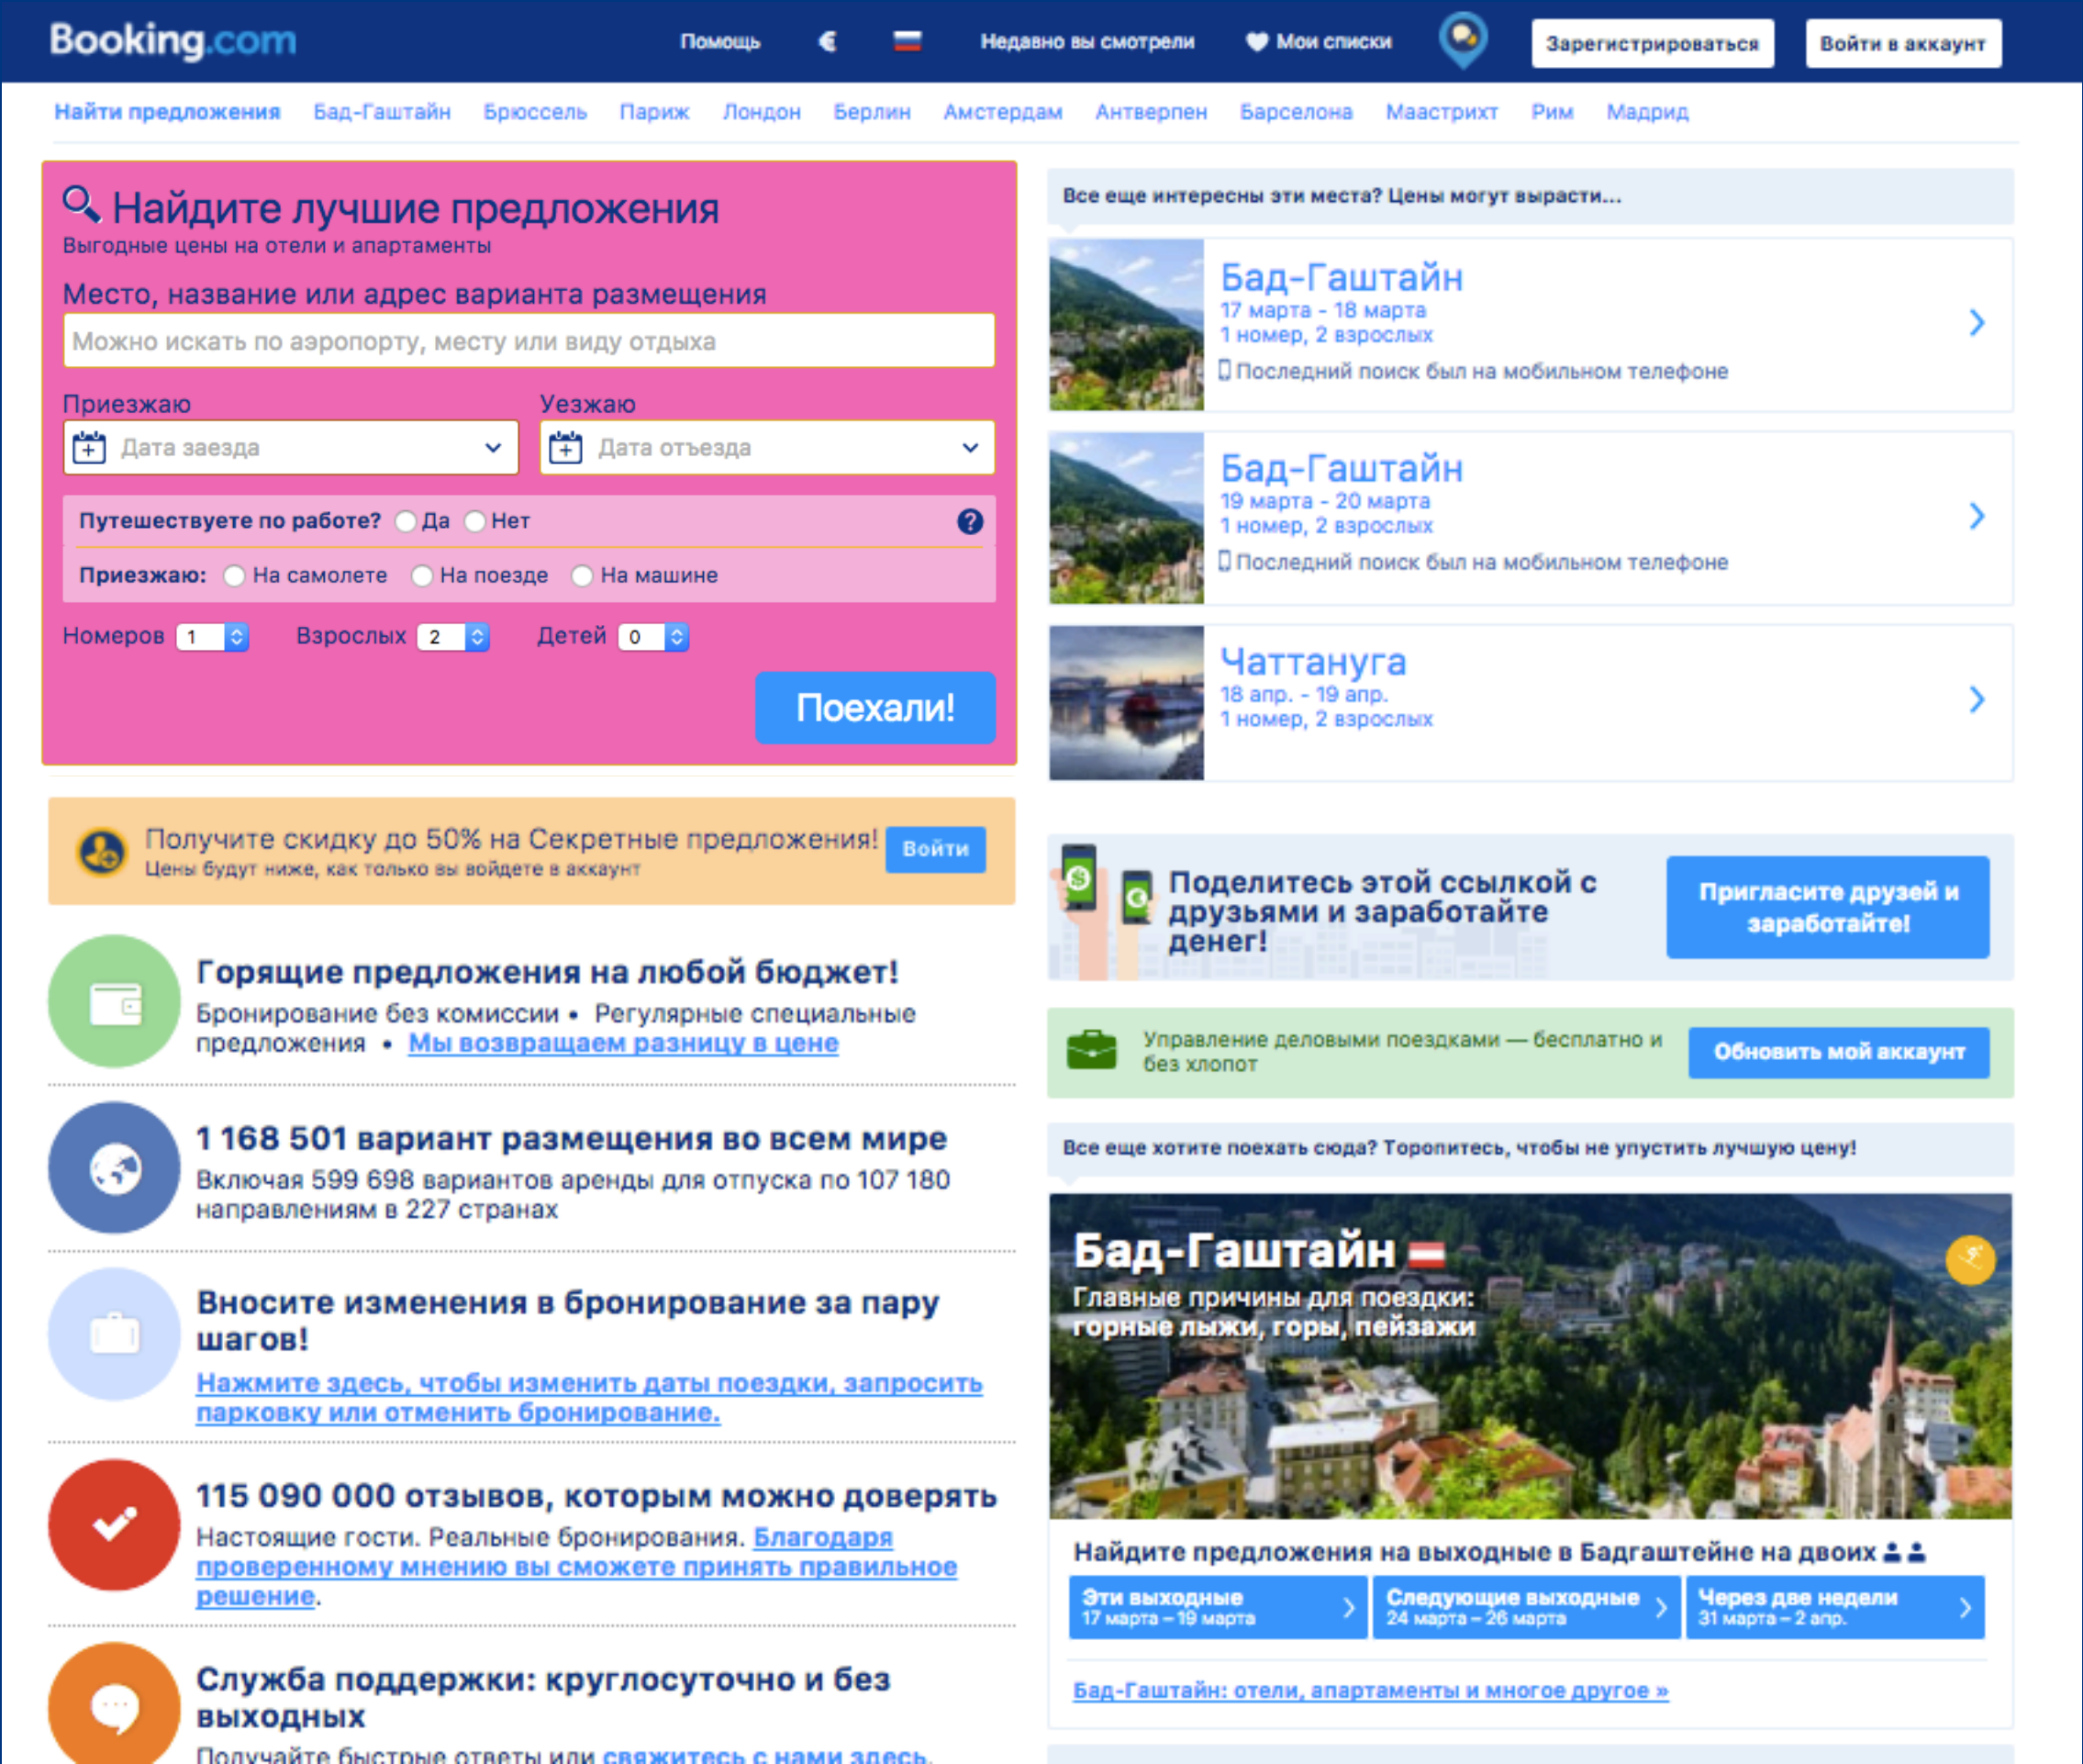 Booking.com
Помощь € Недавно вы смотрели Мои списки Зарегистрироваться Войти в аккаунт
Найти предложения Бад-Гаштайн Брюссель Париж Лондон Берлин Амстердам Антверпен Барселона Маастрихт Рим Мадрид
Найдите лучшие предложения
Выгодные цены на отели и апартаменты
Место, название или адрес варианта размещения
Можно искать по аэропорту, месту или виду отдыха
Приезжаю Уезжаю
Дата заезда Дата отъезда
Путешествуете по работе? Да Нет ?
Приезжаю: На самолете На поезде На машине
Номеров 1 Взрослых 2 Детей 0
Поехали!
Получите скидку до 50% на Секретные предложения!
Цены будут ниже, как только вы войдете в аккаунт
Войти
Горящие предложения на любой бюджет!
Бронирование без комиссии • Регулярные специальные
предложения • Мы возвращаем разницу в цене
1 168 501 вариант размещения во всем мире
Включая 599 698 вариантов аренды для отпуска по 107 180
направлениям в 227 странах
Вносите изменения в бронирование за пару
шагов!
Нажмите здесь, чтобы изменить даты поездки, запросить
парковку или отменить бронирование.
115 090 000 отзывов, которым можно доверять
Настоящие гости. Реальные бронирования. Благодаря
проверенному мнению вы сможете принять правильное
решение.
Служба поддержки: круглосуточно и без
выходных
Получайте быстрые ответы или свяжитесь с нами здесь.
Все еще интересны эти места? Цены могут вырасти...
Бад-Гаштайн
17 марта - 18 марта
1 номер, 2 взрослых
Последний поиск был на мобильном телефоне
Бад-Гаштайн
19 марта - 20 марта
1 номер, 2 взрослых
Последний поиск был на мобильном телефоне
Чаттануга
18 апр. - 19 апр.
1 номер, 2 взрослых
$ €
Поделитесь этой ссылкой с
друзьями и заработайте
денег!
Пригласите друзей и
заработайте!
Управление деловыми поездками — бесплатно и
без хлопот
Обновить мой аккаунт
Все еще хотите поехать сюда? Торопитесь, чтобы не упустить лучшую цену!
Бад-Гаштайн
Главные причины для поездки:
горные лыжи, горы, пейзажи
Найдите предложения на выходные в Бадгаштейне на двоих
Эти выходные
17 марта – 19 марта
Следующие выходные
24 марта – 26 марта
Через две недели
31 марта – 2 апр.
Бад-Гаштайн: отели, апартаменты и многое другое »